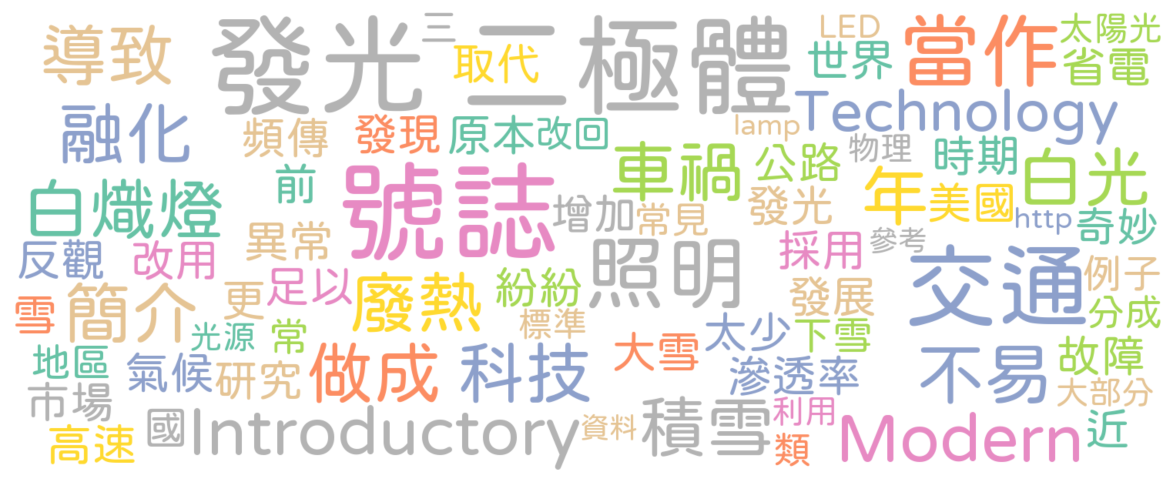 導致
發光二極體
三
取代
LED
世界
當作
太陽光
省電
融化
頻傳
發現
原本
改回
lamp
Technology
物理
時期
白光
白熾燈
前
號誌
車禍
公路
增加
常見
發光
年
美國
http
奇妙
反觀
改用
異常
照明
採用
參考
交通
例子
雪
簡介
更
足以
廢熱
紛紛
標準
發展
分成
光源
常
太少
下雪
地區
氣候
研究
做成
科技
大雪
滲透率
不易
故障
大部分
市場
高速
國
Introductory
資料
積雪
利用
類
Modern
近